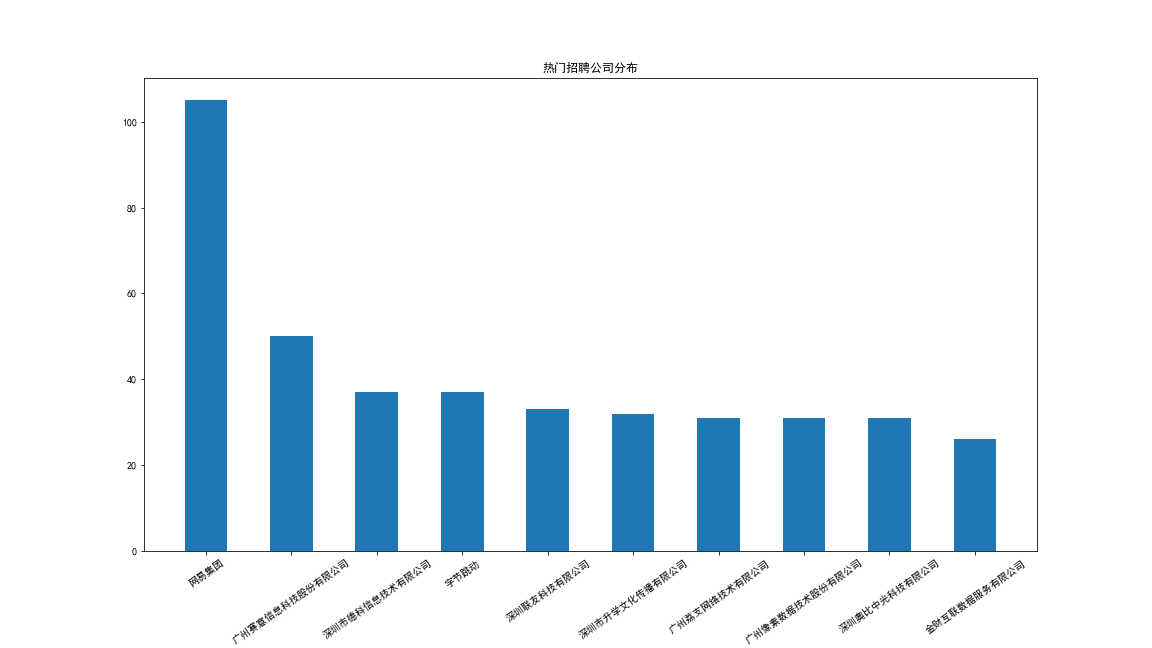 热门招聘公司分布
100
80
60
40
20
0
网易集团
广州赛意信息科技股份有限公司
深圳市德科信息技术有限公司
字节跳动
深圳联友科技有限公司
深圳市升学文化传播有限公司
广州荔支网络技术有限公司
广州像素数据技术股份有限公司
深圳奥比中光科技有限公司
金财互联数据服务有限公司